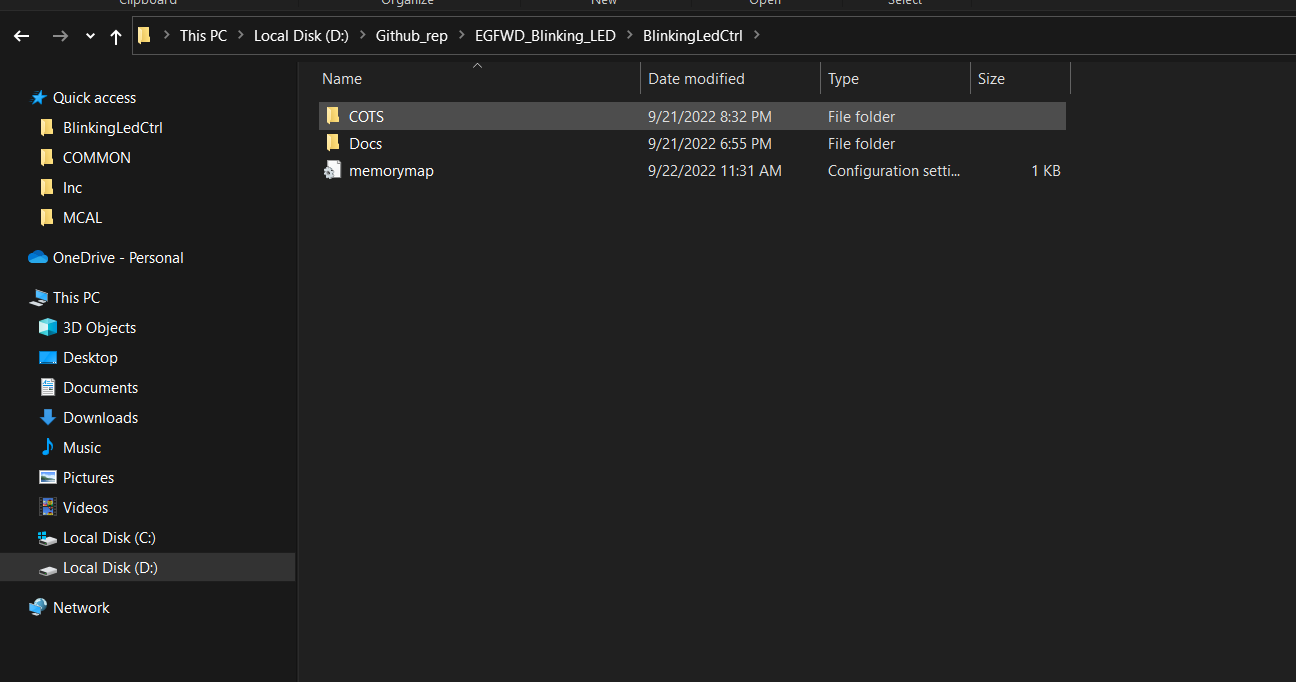 Clipboard Organize New Open Select
This PC Local Disk (D:) Github_rep EGFWD_Blinking_LED BlinkingLedCtrl
Name Date modified Type Size
Quick access
BlinkingLedCtrl
COMMON
Inc
MCAL
OneDrive - Personal
This PC
3D Objects
Desktop
Documents
Downloads
Music
Pictures
Videos
Local Disk (C:)
Local Disk (D:)
Network
COTS 9/21/2022 8:32 PM File folder
Docs 9/21/2022 6:55 PM File folder
memorymap 9/22/2022 11:31 AM Configuration setti... 1 KB